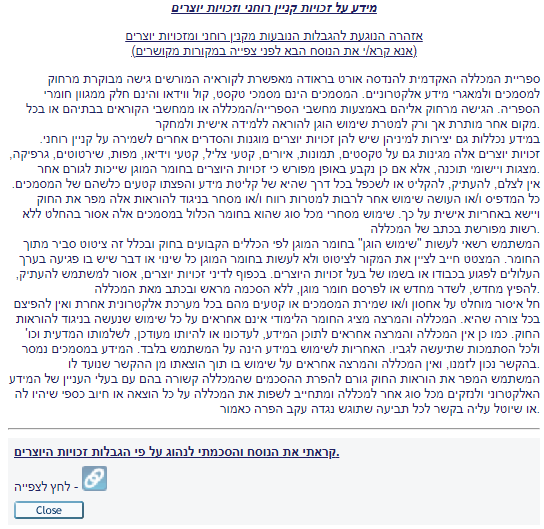 מידע על זכויות קניין רוחני וזכויות יוצרים
אזהרה הנוגעת להגבלות הנובעות מקנין רוחני ומזכויות יוצרים
(אנא קרא/י את הנוסח הבא לפני צפייה במקורות מקושרים)
ספריית המכללה האקדמית להנדסה אורט בראודה מאפשרת לקוראיה המורשים גישה מבוקרת מרחוק
למסמכים ולמאגרי מידע אלקטרוניים. המסמכים הינם מסמכי טקסט, קול ווידאו והינם חלק ממגוון חומרי
הספריה. הגישה מרחוק אליהם באמצעות מחשבי הספרייה/המכללה או ממחשבי הקוראים בבתיהם או בכל
.מקום אחר מותרת אך ורק למטרת שימוש הוגן להוראה ללמידה אישית ולמחקר
במידע נכללות גם יצירות למיניהן שיש להן זכויות יוצרים מוגנות והסדרים אחרים לשמירה על קניין רוחני.
זכויות יוצרים אלה מגינות גם על טקסטים, תמונות, איורים, קטעי צליל, קטעי וידיאו, מפות, שירטוטים, גרפיקה,
.מצגות ויישומי תוכנה, אלא אם כן נקבע באופן מפורש כי זכויות היוצרים בחומר המוגן שייכות לגורם אחר
אין לצלם, להעתיק, להקליט או לשכפל בכל דרך שהיא של קליטת מידע והפצתו קטעים כלשהם של המסמכים.
כל המדפיס ו/או העושה שימוש אחר לרבות למטרות רווח ו/או מסחר בניגוד להוראות אלה מפר את החוק
ויישא באחריות אישית על כך. שימוש מסחרי מכל סוג שהוא בחומר הכלול במסמכים אלה אסור בהחלט ללא
.רשות מפורשת בכתב של המכללה
המשתמש רשאי לעשות "שימוש הוגן" בחומר המוגן לפי הכללים הקבועים בחוק ובכלל זה ציטוט סביר מתוך
החומר. המצטט חייב לציין את המקור לציטוט ולא לעשות בחומר המוגן כל שינוי או דבר שיש בו פגיעה בערך
העלולים לפגוע בכבודו או בשמו של בעל זכויות היוצרים. בכפוף לדיני זכויות יוצרים, אסור למשתמש להעתיק,
.להפיץ מחדש, לשדר מחדש או לפרסם חומר מוגן, ללא הסכמה מראש ובכתב מאת המכללה
חל איסור מוחלט על אחסון ו/או שמירת המסמכים או קטעים מהם בכל מערכת אלקטרונית אחרת ואין להפיצם
בכל צורה שהיא. המכללה והמרצה מציג החומר הלימודי אינם אחראים על כל שימוש שנעשה בניגוד להוראות
החוק. כמו כן אין המכללה והמרצה אחראים לתוכן המידע, לעדכונו או להיותו מעודכן, לשלמותו המדעית וכו'
ולכל הסתמכות שתיעשה לגביו. האחריות לשימוש במידע הינה על המשתמש בלבד. המידע במסמכים נמסר
.בהקשר נכון לזמנו, ואין המכללה והמרצה אחראים על שימוש בו תוך הוצאתו מן ההקשר שנועד לו
המשתמש המפר את הוראות החוק גורם להפרת ההסכמים שהמכללה קשורה בהם עם בעלי העניין של המידע
האלקטרוני ולנזקים מכל סוג אחר למכללה ומתחייב לשפות את המכללה על כל הוצאה או חיוב כספי שיהיו לה
.או שיוטל עליה בקשר לכל תביעה שתוגש נגדה עקב הפרה כאמור
קראתי את הנוסח והסכמתי לנהוג על פי הגבלות זכויות היוצרים.
לחץ לצפייה -
Close